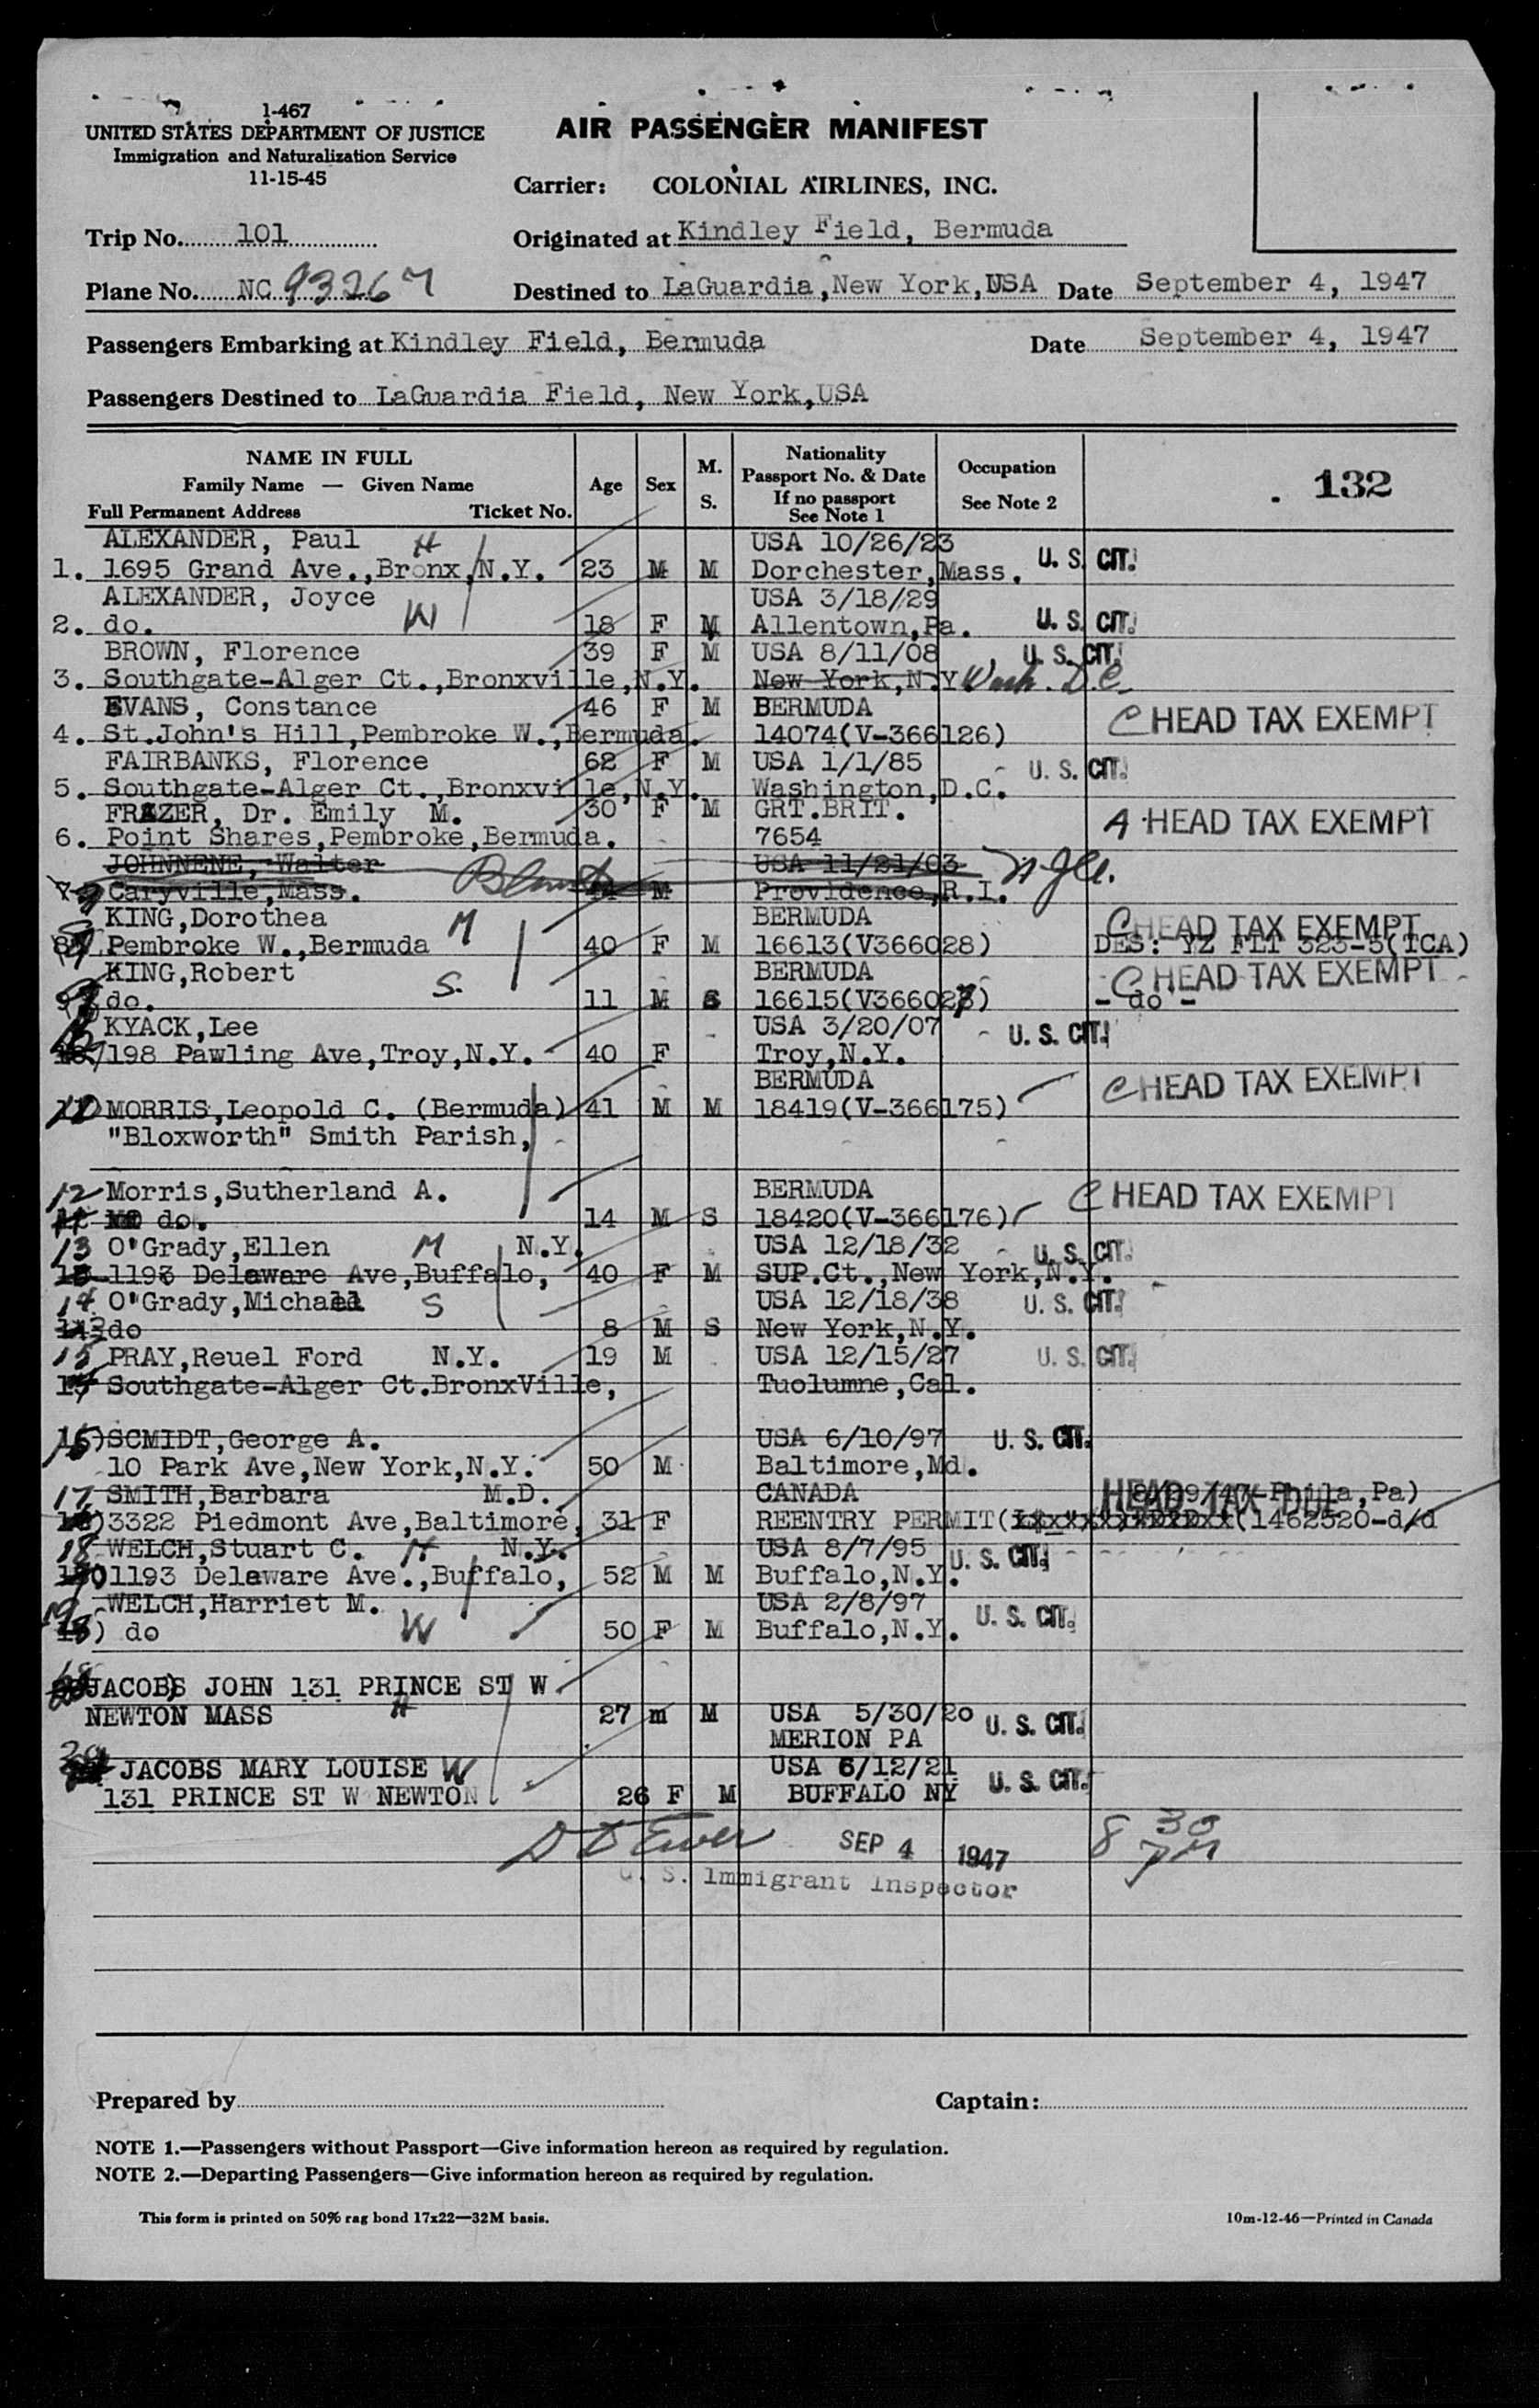 1-467
UNITED STATES DEPARTMENT OF JUSTICE
Immigration and Naturalization Service
11-15-45
AIR PASSENGER MANIFEST
Carrier: COLONIAL AIRLINES, INC.
Trip No. 101
Originated at Kindley Field, Bermuda
Plane No. NC 93267
Destined to LaGuardia, New York, USA Date September 4, 1947
Passengers Embarking at Kindley Field, Bermuda Date September 4, 1947
Passengers Destined to LaGuardia Field, New York, USA
NAME IN FULL
Family Name — Given Name
Full Permanent Address Ticket No.
Age Sex M. S.
Nationality
Passport No. & Date
If no passport
See Note 1
Occupation
See Note 2
132
ALEXANDER, Paul H USA 10/26/23
1. 1695 Grand Ave., Bronx, N.Y. 23 M M Dorchester, Mass. U. S. CIT.
ALEXANDER, Joyce W USA 3/18/29
2. do. 18 F M Allentown, Pa. U. S. CIT.
BROWN, Florence 39 F M USA 8/11/08 U. S. CIT.
3. Southgate-Alger Ct., Bronxville, N.Y. New York, N.Y Wash. D.C.
EVANS, Constance 46 F M BERMUDA C HEAD TAX EXEMPT
4. St. John's Hill, Pembroke W., Bermuda. 14074(V-366126)
FAIRBANKS, Florence 62 F M USA 1/1/85 U. S. CIT.
5. Southgate-Alger Ct., Bronxville, N.Y. Washington, D.C.
FRAZER, Dr. Emily M. 30 F M GRT. BRIT. A HEAD TAX EXEMPT
6. Point Shares, Pembroke, Bermuda. 7654
JOHNNENE, Walter USA 11/21/03
Caryville, Mass. 44 M Providence, R.I.
KING, Dorothea M BERMUDA C HEAD TAX EXEMPT
Pembroke W., Bermuda 40 F M 16613(V366028) DES: YZ FLT 323-5(TCA)
KING, Robert S. BERMUDA C HEAD TAX EXEMPT
do. 11 M S 16615(V366027) - do -
KYACK, Lee USA 3/20/07 U. S. CIT.
198 Pawling Ave, Troy, N.Y. 40 F Troy, N.Y.
BERMUDA C HEAD TAX EXEMPT
MORRIS, Leopold C. (Bermuda) 41 M M 18419(V-366175)
"Bloxworth" Smith Parish,
12 Morris, Sutherland A. BERMUDA C HEAD TAX EXEMPT
do. 14 M S 18420(V-366176)
13 O'Grady, Ellen M N.Y. USA 12/18/32 U. S. CIT.
1193 Delaware Ave, Buffalo, 40 F M SUP. Ct., New York, N.Y.
14 O'Grady, Michael S USA 12/18/38 U. S. CIT.
do 8 M S New York, N.Y.
15 PRAY, Reuel Ford N.Y. 19 M USA 12/15/27 U. S. CIT.
Southgate-Alger Ct. BronxVille, Tuolumne, Cal.
SCMIDT, George A. USA 6/10/97 U. S. CIT.
10 Park Ave, New York, N.Y. 50 M Baltimore, Md.
17 SMITH, Barbara M.D. CANADA HEAD TAX DUE Phila, Pa)
3322 Piedmont Ave, Baltimore, 31 F REENTRY PERMIT (1462520-d/d
18 WELCH, Stuart C. H N.Y. USA 8/7/95 U. S. CIT.
1193 Delaware Ave., Buffalo, 52 M M Buffalo, N.Y.
19 WELCH, Harriet M. USA 2/8/97 U. S. CIT.
do W 50 F M Buffalo, N.Y.
JACOBS JOHN 131 PRINCE ST W
NEWTON MASS H 27 m M USA 5/30/20 U. S. CIT.
MERION PA
JACOBS MARY LOUISE W USA 6/12/21 U. S. CIT.
131 PRINCE ST W NEWTON 26 F M BUFFALO NY
SEP 4 1947 8 30 PM
U. S. Immigrant Inspector
Prepared by Captain:
NOTE 1.—Passengers without Passport—Give information hereon as required by regulation.
NOTE 2.—Departing Passengers—Give information hereon as required by regulation.
This form is printed on 50% rag bond 17x22—32M basis. 10m-12-46—Printed in Canada